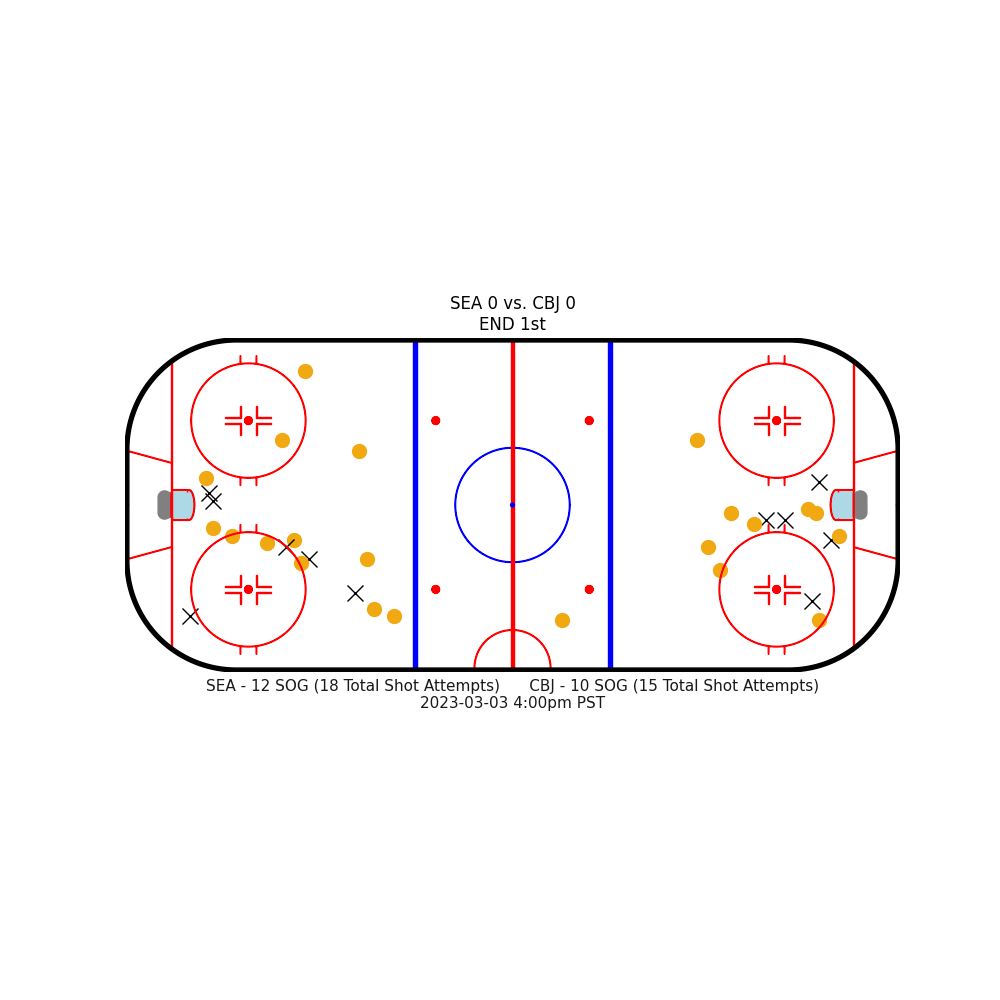 SEA 0 vs. CBJ 0
END 1st
SEA - 12 SOG (18 Total Shot Attempts) CBJ - 10 SOG (15 Total Shot Attempts)
2023-03-03 4:00pm PST